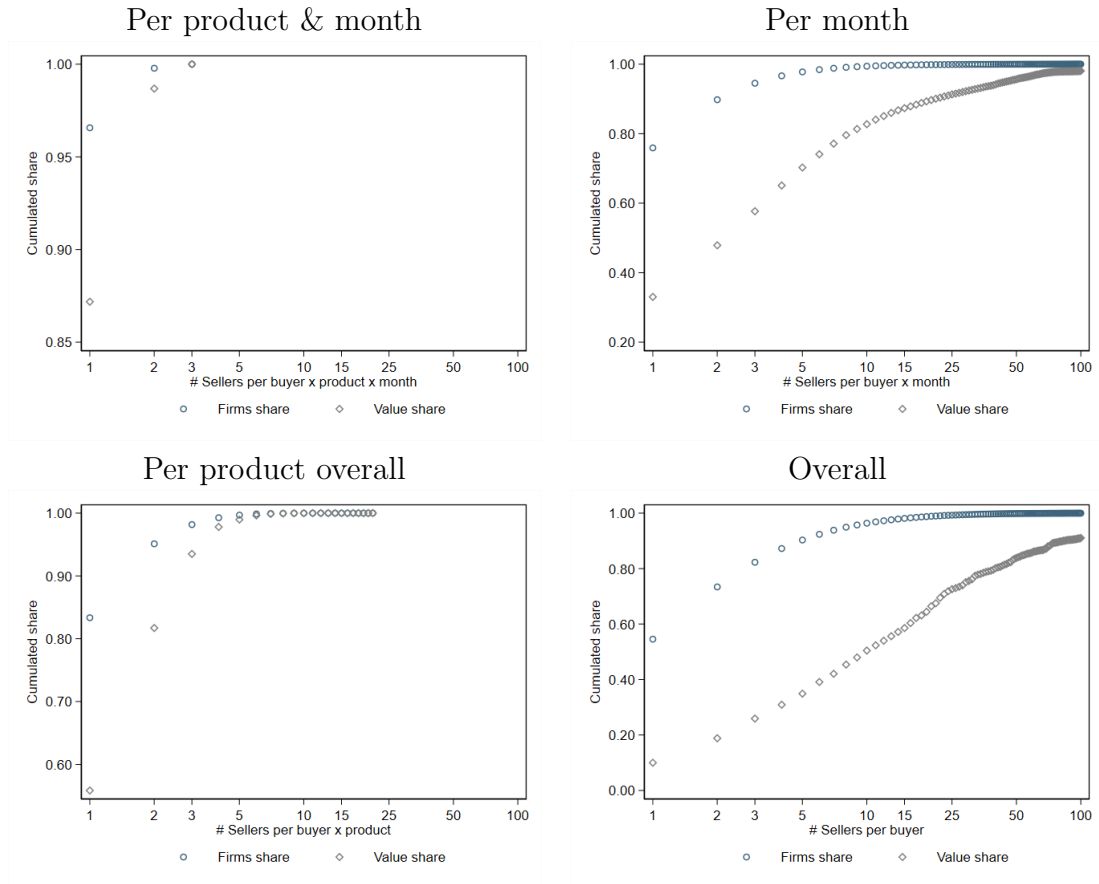 Per product & month
Cumulated share
1.00
0.95
0.90
0.85
1 2 3 5 10 15 25 50 100
# Sellers per buyer x product x month
Firms share Value share
Per month
Cumulated share
1.00
0.80
0.60
0.40
0.20
1 2 3 5 10 15 25 50 100
# Sellers per buyer x month
Firms share Value share
Per product overall
Cumulated share
1.00
0.90
0.80
0.70
0.60
1 2 3 5 10 15 25 50 100
# Sellers per buyer x product
Firms share Value share
Overall
Cumulated share
1.00
0.80
0.60
0.40
0.20
0.00
1 2 3 5 10 15 25 50 100
# Sellers per buyer
Firms share Value share